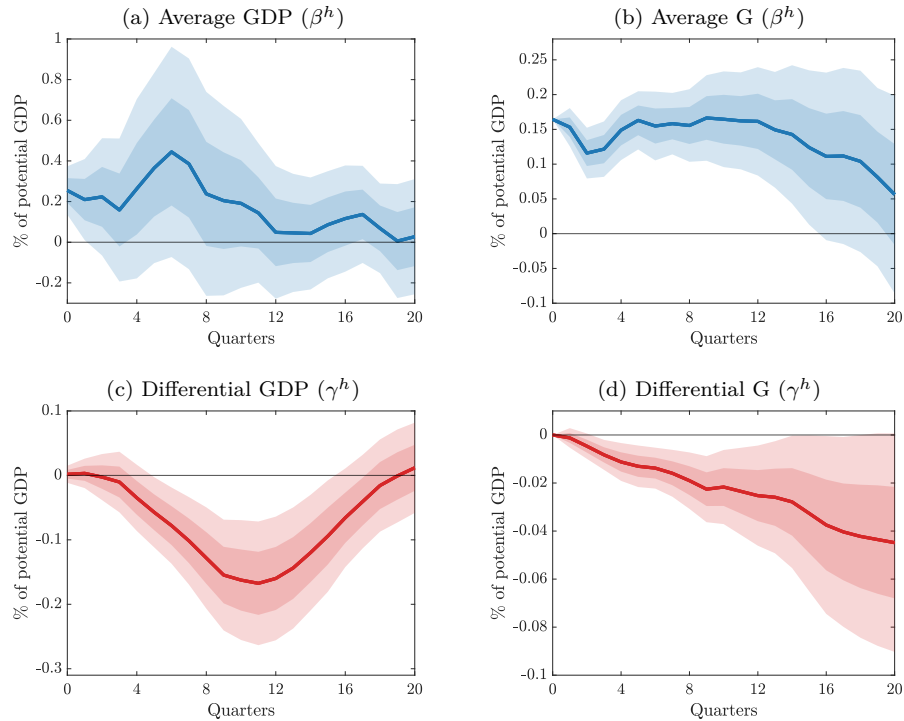 (a) Average GDP (β^h)
1
0.8
0.6
0.4
0.2
0
-0.2
% of potential GDP
0 4 8 12 16 20
Quarters
(b) Average G (β^h)
0.25
0.2
0.15
0.1
0.05
0
-0.05
-0.1
% of potential GDP
0 4 8 12 16 20
Quarters
(c) Differential GDP (γ^h)
0.1
0
-0.1
-0.2
-0.3
% of potential GDP
0 4 8 12 16 20
Quarters
(d) Differential G (γ^h)
0
-0.02
-0.04
-0.06
-0.08
-0.1
% of potential GDP
0 4 8 12 16 20
Quarters